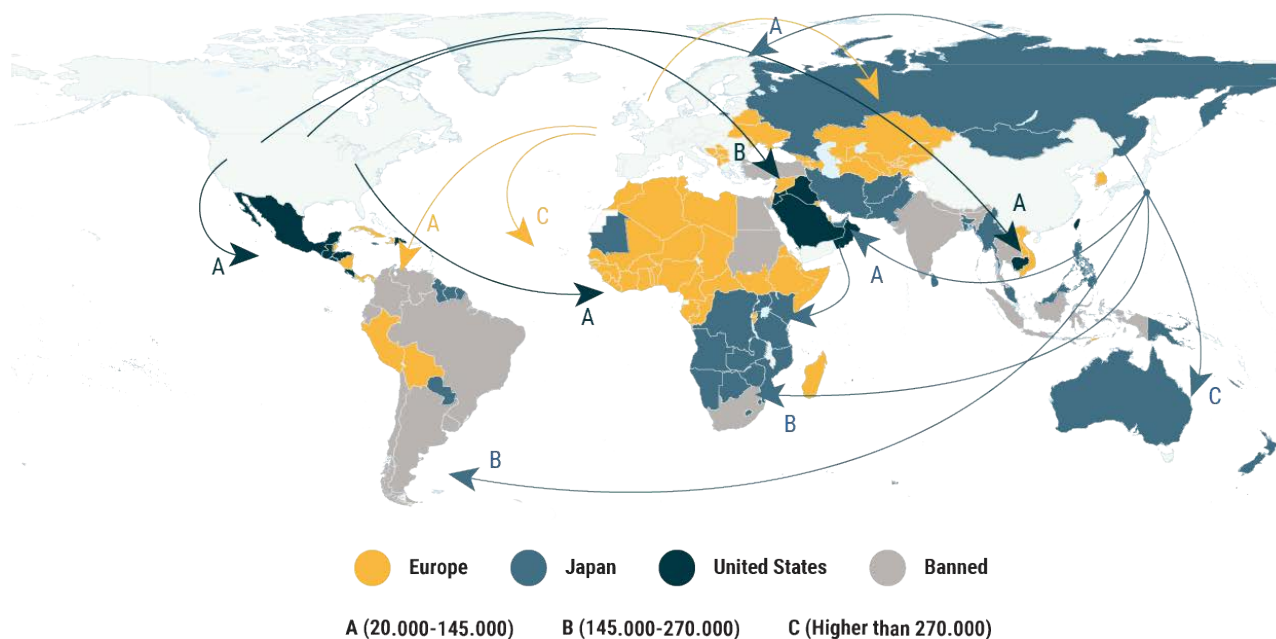 A
B
A
A
C
A
A
A
C
B
B
Europe
Japan
United States
Banned
A (20.000-145.000)
B (145.000-270.000)
C (Higher than 270.000)